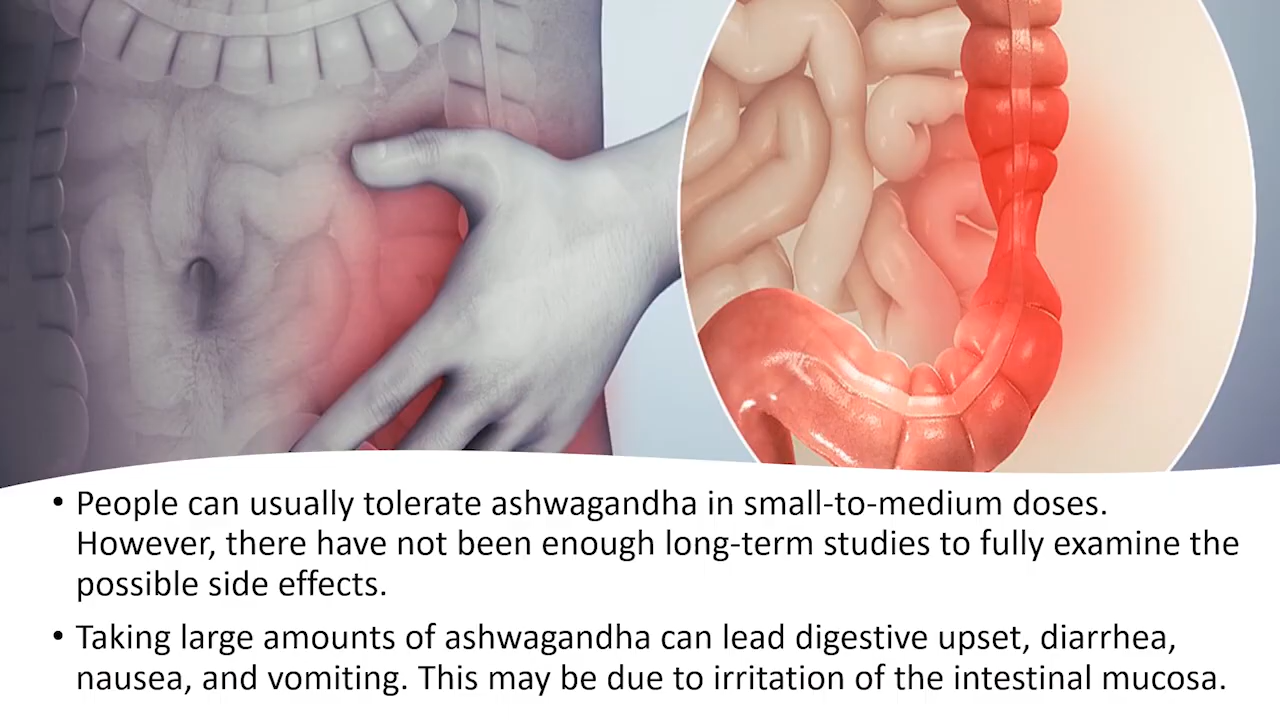 • People can usually tolerate ashwagandha in small-to-medium doses.
However, there have not been enough long-term studies to fully examine the
possible side effects.
• Taking large amounts of ashwagandha can lead digestive upset, diarrhea,
nausea, and vomiting. This may be due to irritation of the intestinal mucosa.